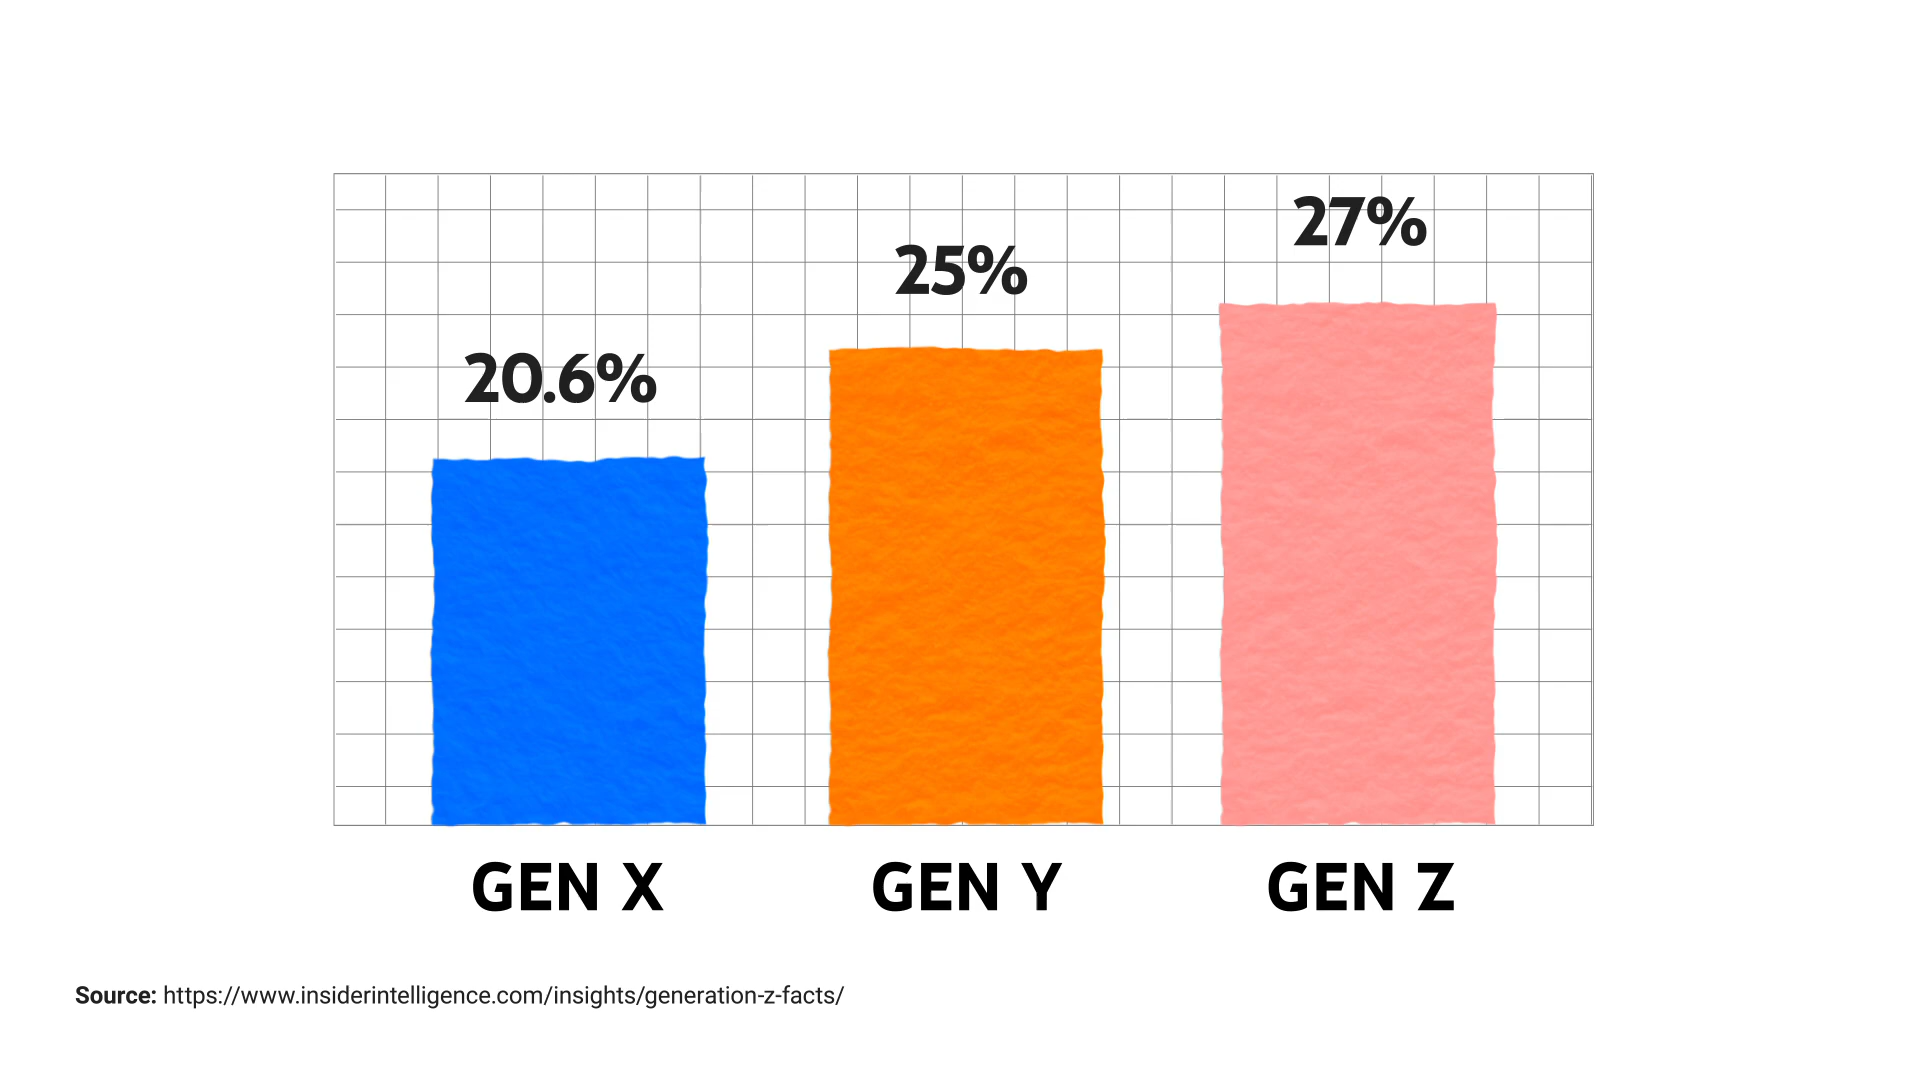 27%
25%
20.6%
GEN X GEN Y GEN Z
Source: https://www.insiderintelligence.com/insights/generation-z-facts/